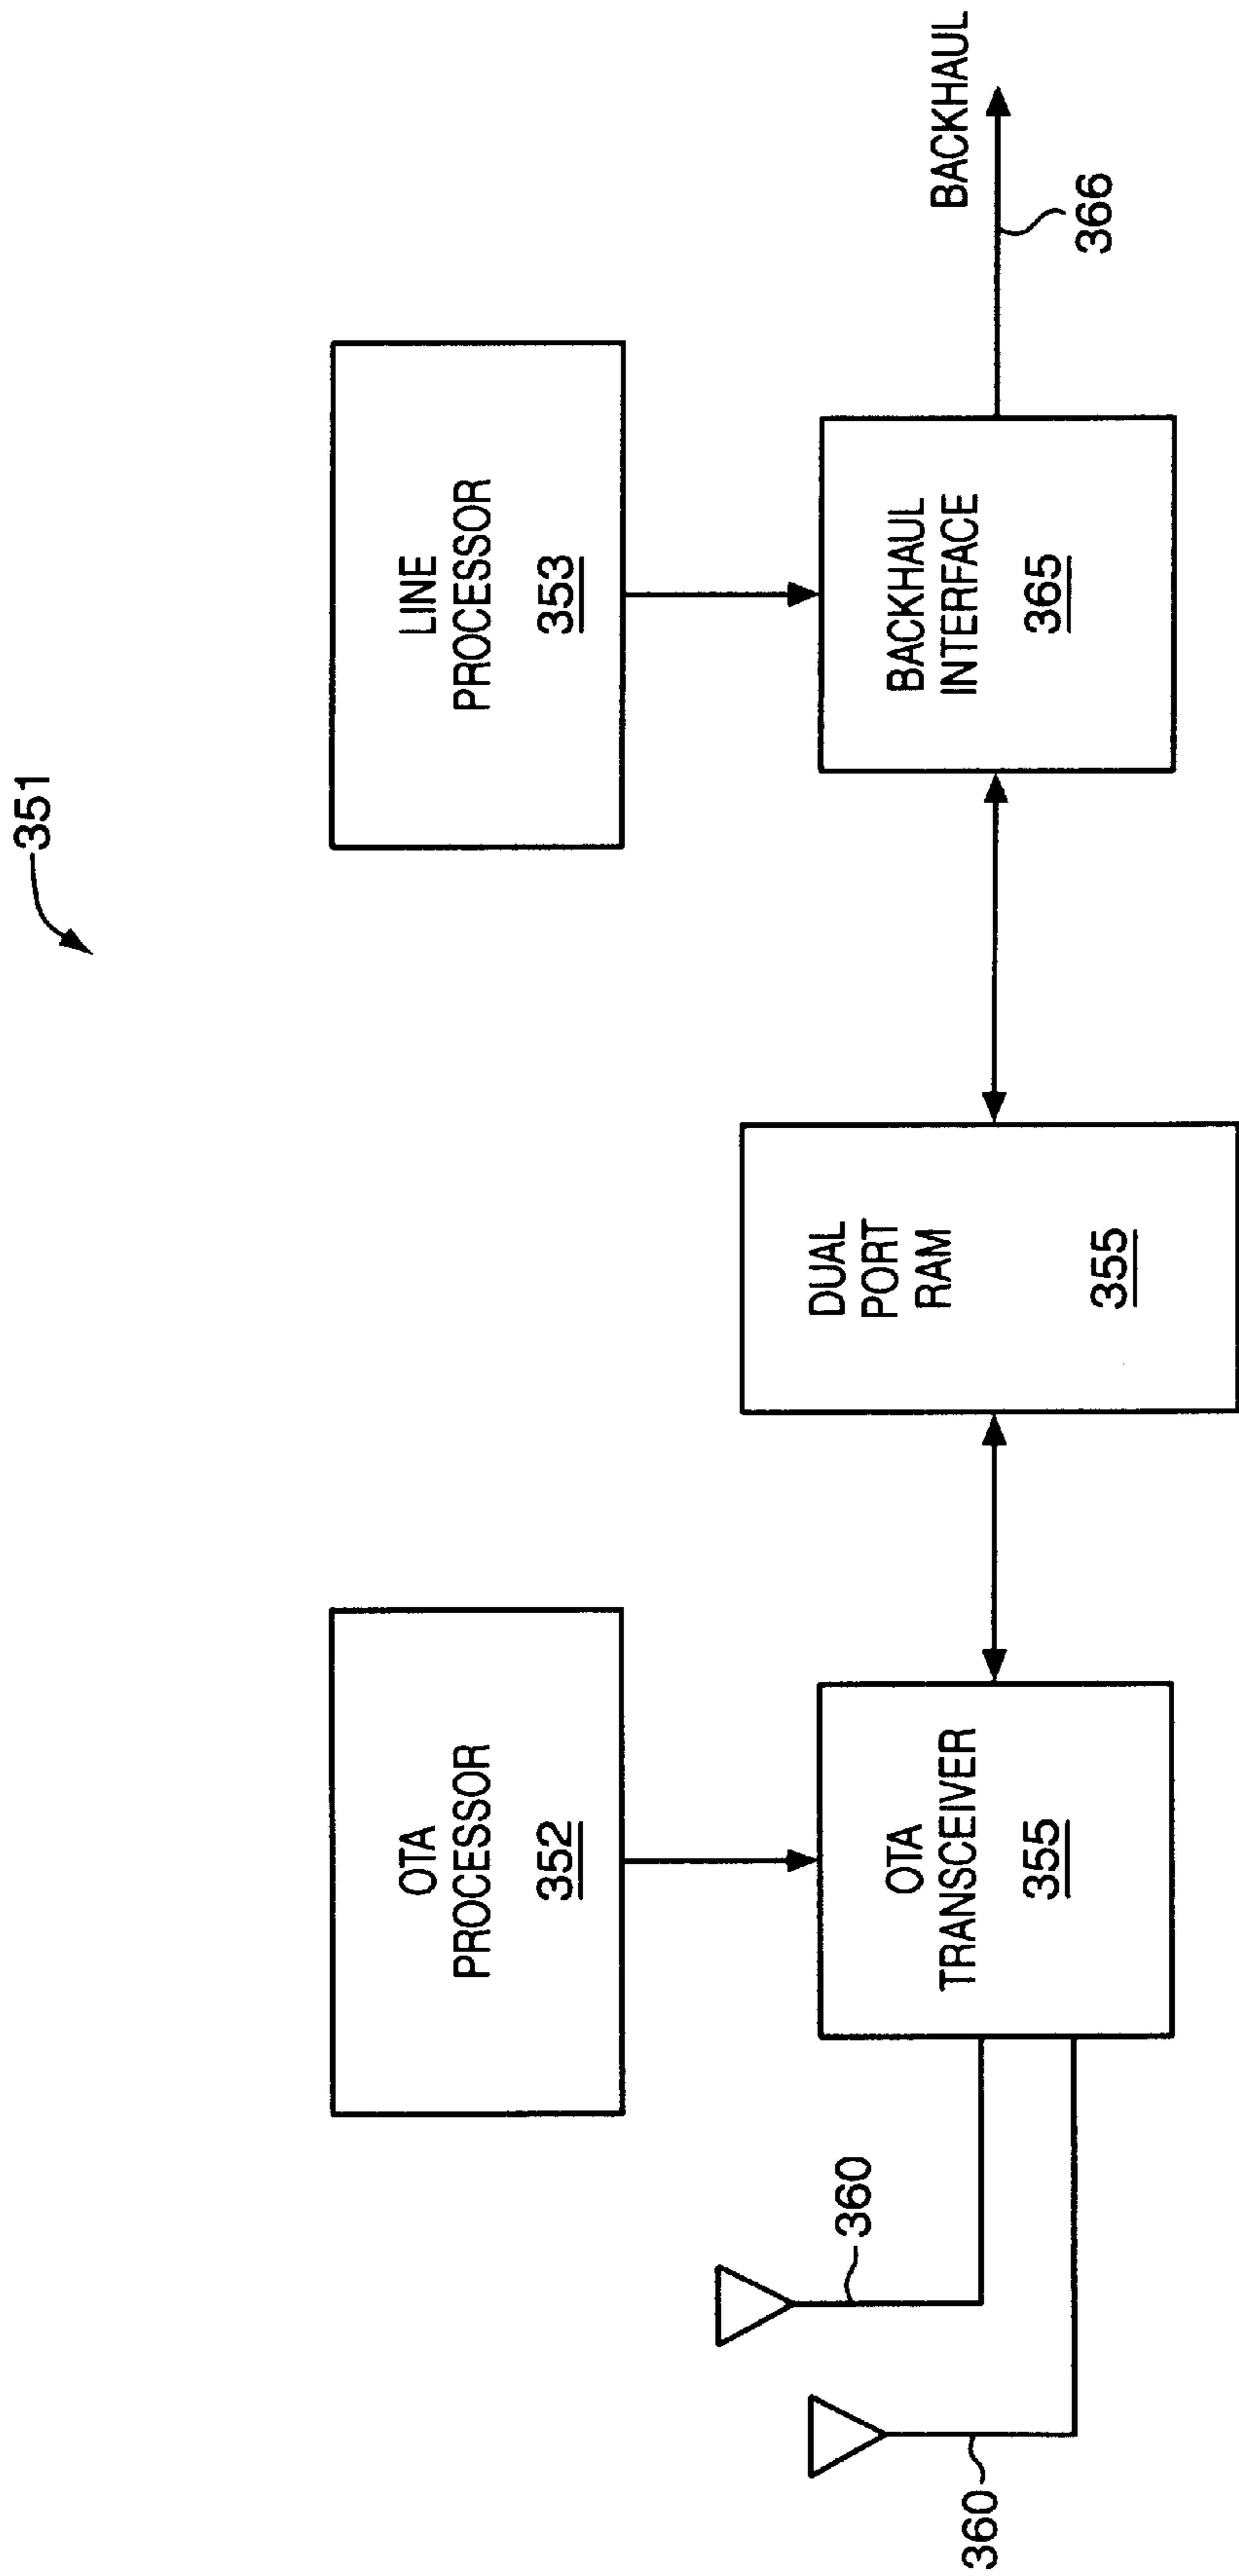 351
OTA
PROCESSOR
352
LINE
PROCESSOR
353
360
360
OTA
TRANSCEIVER
355
DUAL
PORT
RAM
355
BACKHAUL
INTERFACE
365
BACKHAUL
366